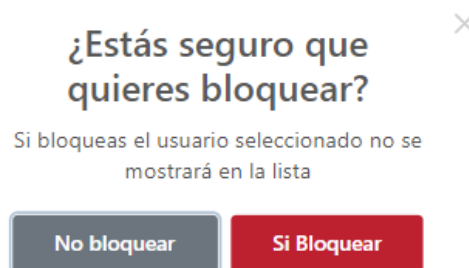 ¿Estás seguro que
quieres bloquear?
Si bloqueas el usuario seleccionado no se
mostrará en la lista
No bloquear
Si Bloquear